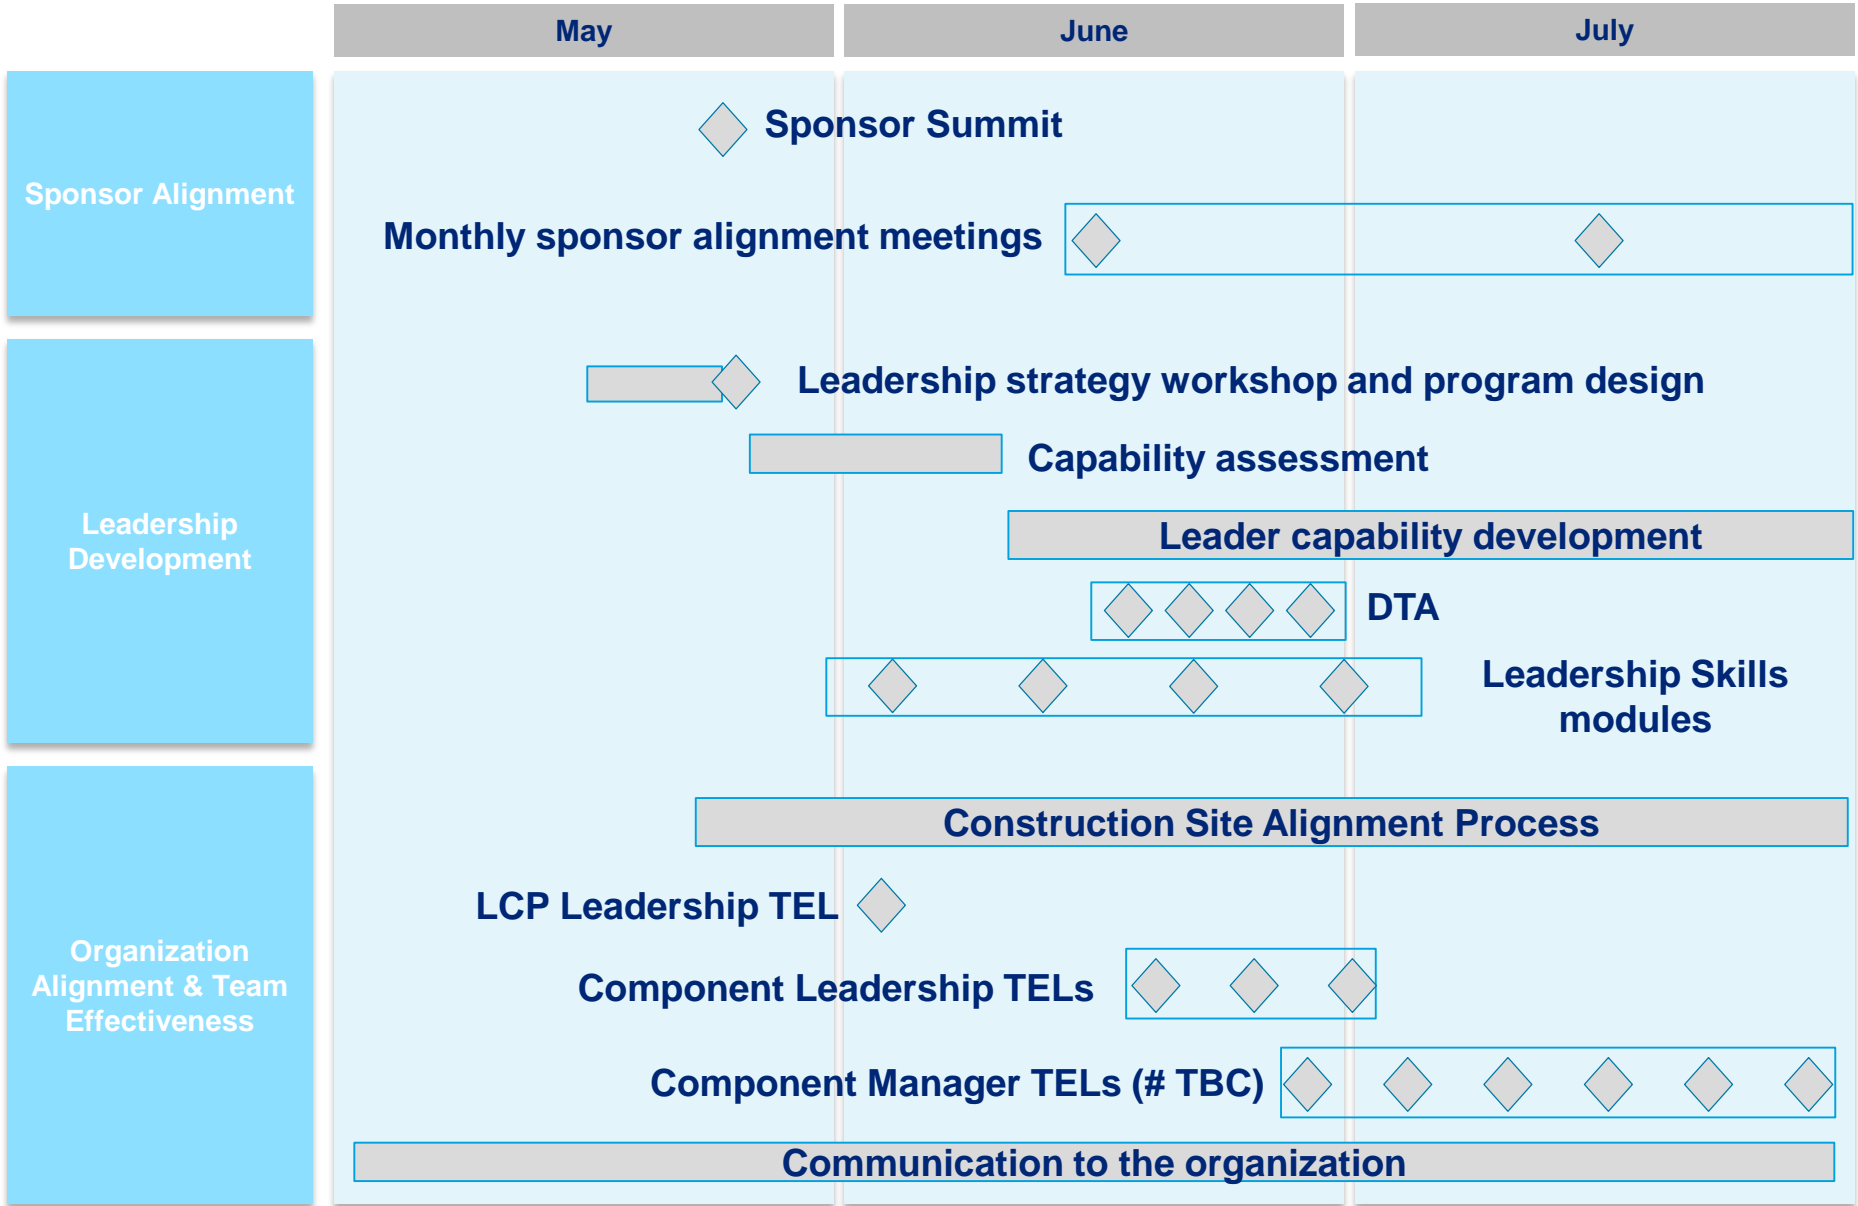 May
June
July
Sponsor Alignment
Sponsor Summit
Monthly sponsor alignment meetings
Leadership
Development
Leadership strategy workshop and program design
Capability assessment
Leader capability development
DTA
Leadership Skills
modules
Organization
Alignment & Team
Effectiveness
Construction Site Alignment Process
LCP Leadership TEL
Component Leadership TELs
Component Manager TELs (# TBC)
Communication to the organization